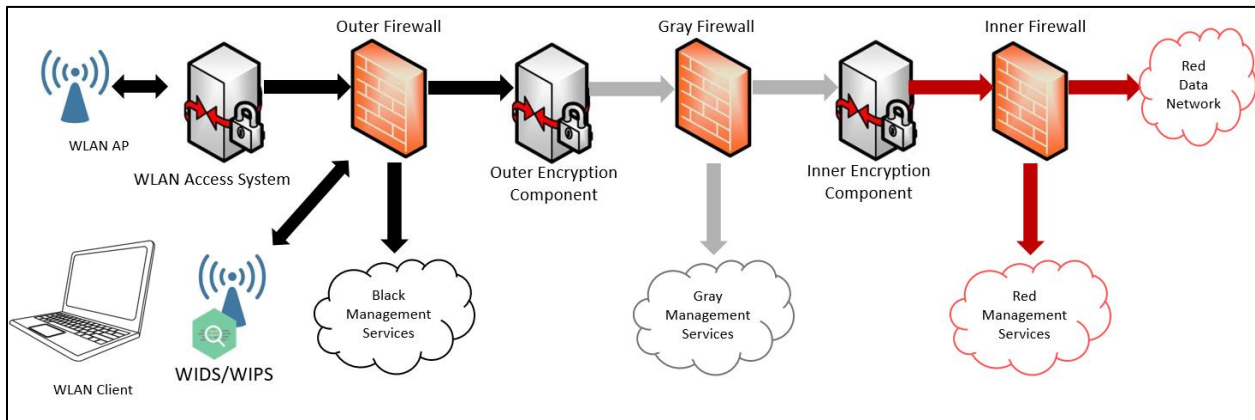 Outer Firewall
Gray Firewall
Inner Firewall
Red
Data
Network
WLAN AP
WLAN Access System
Outer Encryption
Component
Inner Encryption
Component
Black
Management
Services
Gray
Management
Services
Red
Management
Services
WIDS/WIPS
WLAN Client